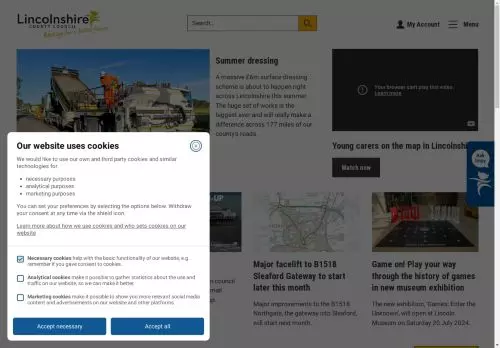 Lincolnshire
COUNTY COUNCIL
Working for a better future
Search...
My Account
Menu
Summer dressing
A massive £6m surface dressing
scheme is about to happen right
across Lincolnshire this summer.
The huge set of works is the
biggest ever and will really make a
difference across 177 miles of our
county's roads.
Your browser can't play this video.
Learn more
Young carers on the map in Lincolnshire
Watch now
Our website uses cookies
We would like to use our own and third party cookies and similar
technologies for:
necessary purposes
analytical purposes
marketing purposes
You can set your preferences by selecting the options below. Withdraw
your consent at any time via the shield icon.
Learn more about how we use cookies and who sets cookies on our
website
Necessary cookies help with the basic functionality of our website, e.g.
remember if you gave consent to cookies.
Analytical cookies make it possible to gather statistics about the use and
traffic on our website, so we can make it better.
Marketing cookies make it possible to show you more relevant social media
content and advertisements on our website and other platforms.
Accept necessary
Accept all
-UP
council
mail
Major facelift to B1518
Sleaford Gateway to start
later this month
Major improvements to the B1518
Northgate, the gateway into Sleaford,
will start next month.
Game on! Play your way
through the history of games
in new museum exhibition
The new exhibition, 'Games: Enter the
will open at Lincoln
Museum on Saturday 20 July 2024.
Ask